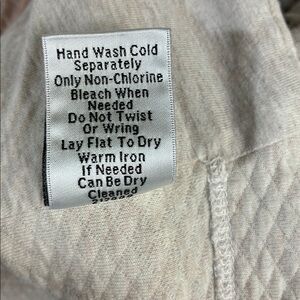 Hand Wash Cold
Separately
Only Non-Chlorine
Bleach When
Needed
Do Not Twist
Or Wring
Lay Flat To Dry
Warm Iron
If Needed
Can Be Dry
Cleaned